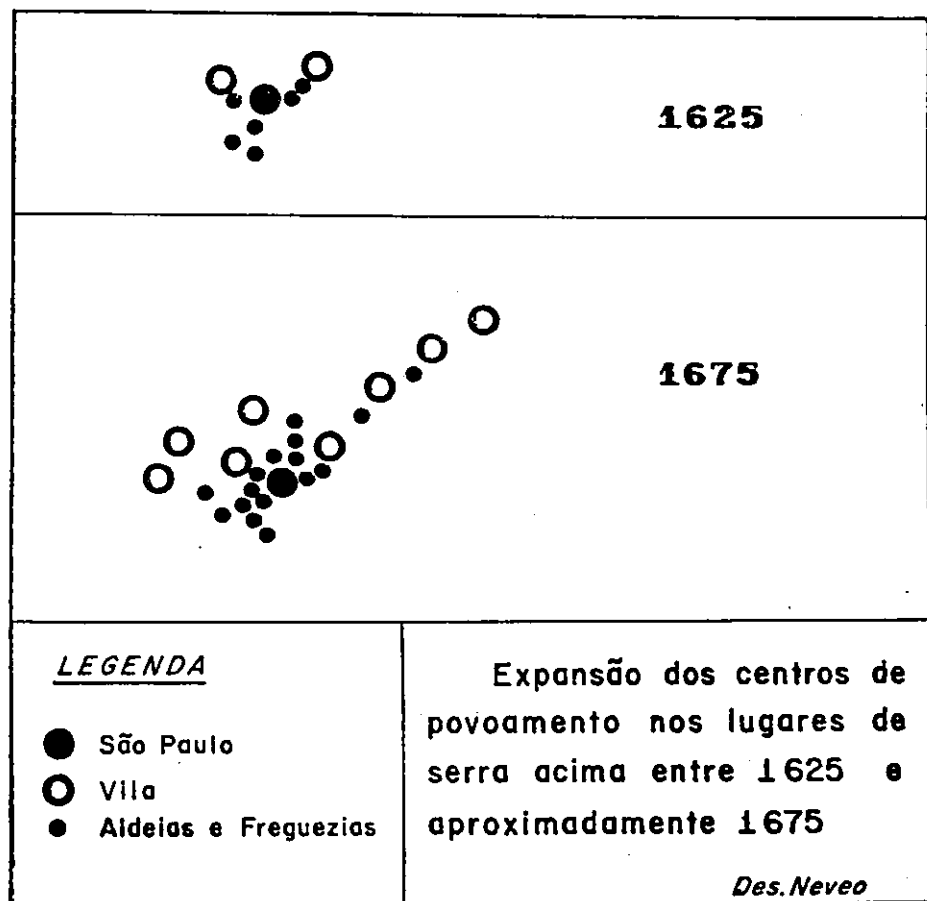 1625
1675
LEGENDA
São Paulo
Vila
Aldeias e Freguezias
Expansão dos centros de
povoamento nos lugares de
serra acima entre 1625 e
aproximadamente 1675
Des. Neveo